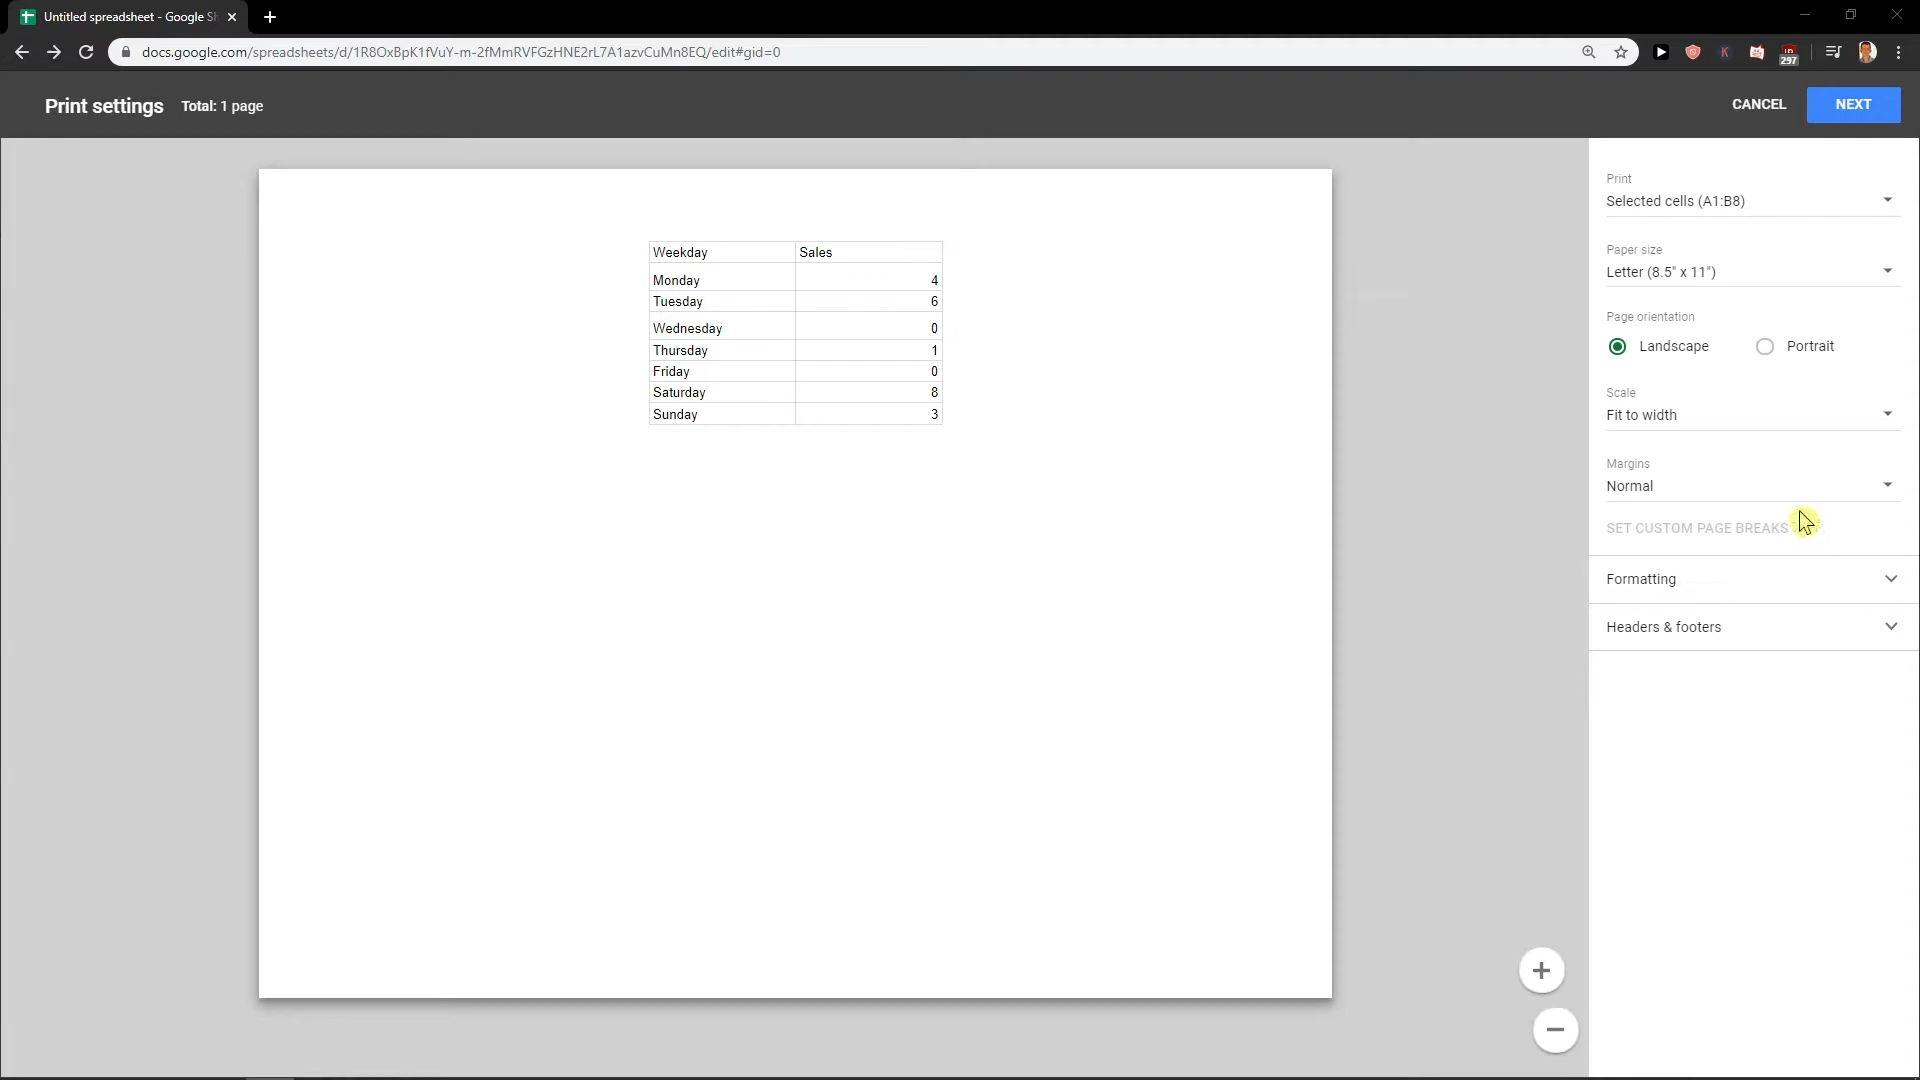 Untitled spreadsheet - Google Sh
docs.google.com/spreadsheets/d/1R8OxBpK1fVuY-m-2fMmRVFGzHNE2rL7A1azvCuMn8EQ/edit#gid=0
K
297
Print settings Total: 1 page
CANCEL NEXT
Print
Selected cells (A1:B8)
Paper size
Letter (8.5" x 11")
Page orientation
Landscape Portrait
Scale
Fit to width
Margins
Normal
SET CUSTOM PAGE BREAKS
Formatting
Headers & footers
Weekday Sales
Monday 4
Tuesday 6
Wednesday 0
Thursday 1
Friday 0
Saturday 8
Sunday 3